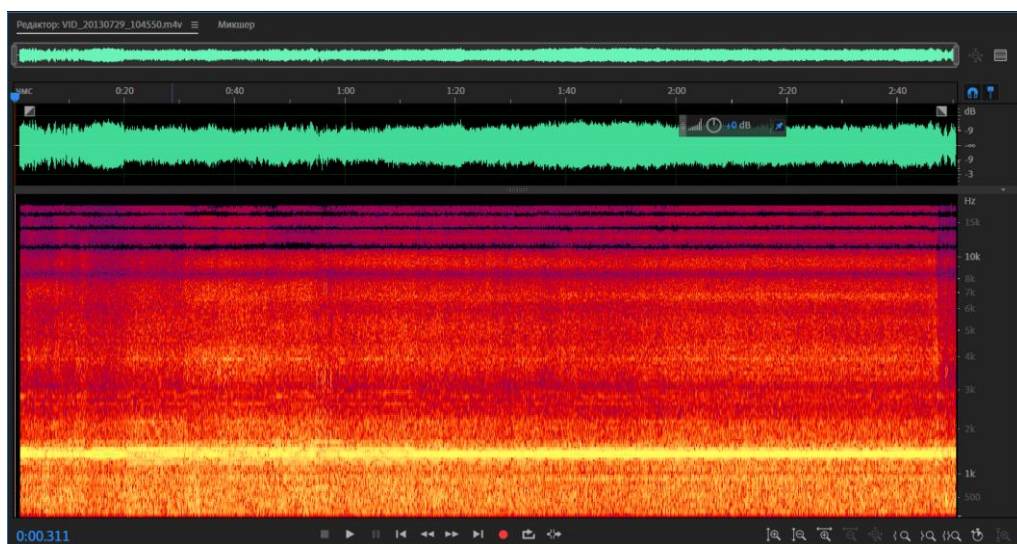 Редактор: VID_20130729_104550.m4v Микшер
чмс 0:20 0:40 1:00 1:20 1:40 2:00 2:20 2:40
dB
+0 dB
-9
-∞
-9
-3
Hz
15k
10k
8k
7k
6k
5k
4k
3k
2k
1k
500
0:00.311